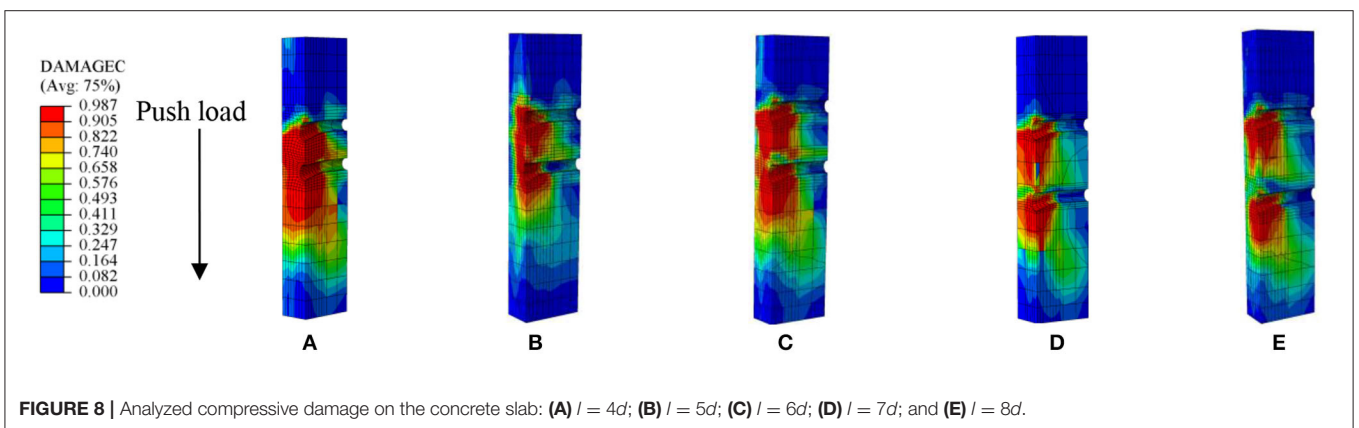 DAMAGEC
(Avg: 75%)
0.987
0.905
0.822
0.740
0.658
0.576
0.493
0.411
0.329
0.247
0.164
0.082
0.000
Push load
A
B
C
D
E
FIGURE 8 | Analyzed compressive damage on the concrete slab: (A) l = 4d; (B) l = 5d; (C) l = 6d; (D) l = 7d; and (E) l = 8d.